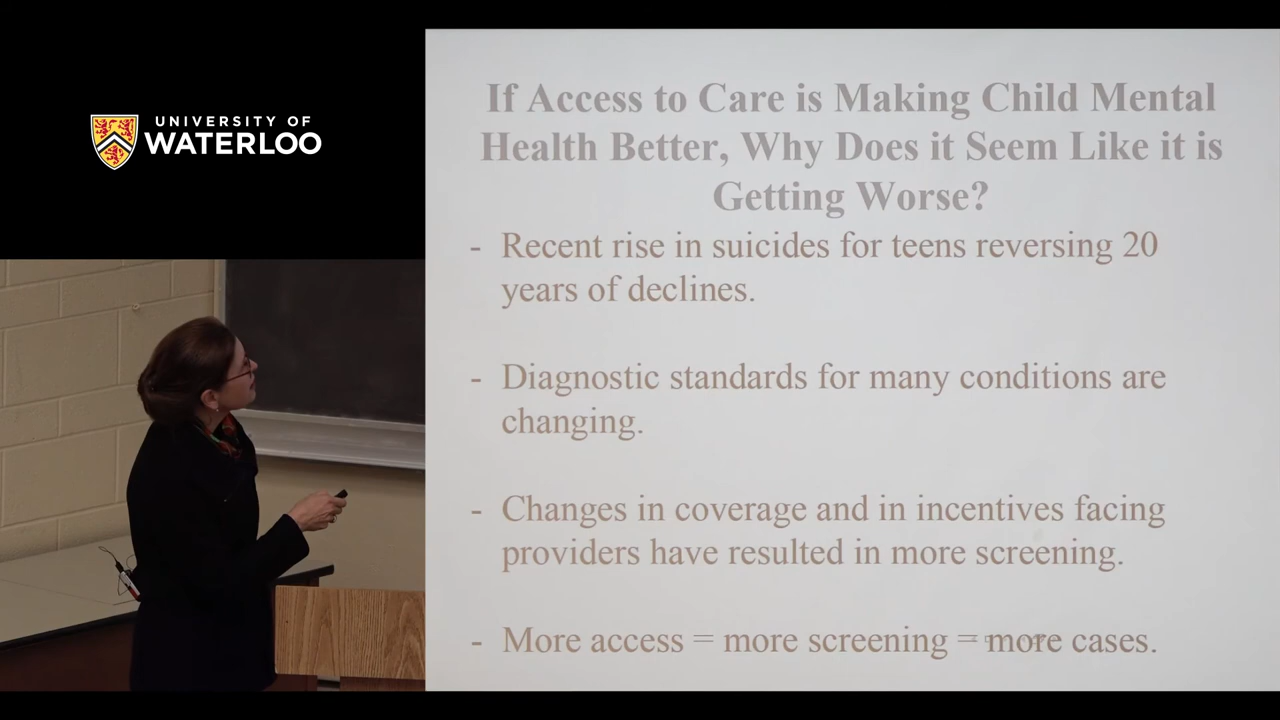 UNIVERSITY OF
WATERLOO
If Access to Care is Making Child Mental
Health Better, Why Does it Seem Like it is
Getting Worse?
- Recent rise in suicides for teens reversing 20
years of declines.
- Diagnostic standards for many conditions are
changing.
- Changes in coverage and in incentives facing
providers have resulted in more screening.
- More access = more screening = more cases.